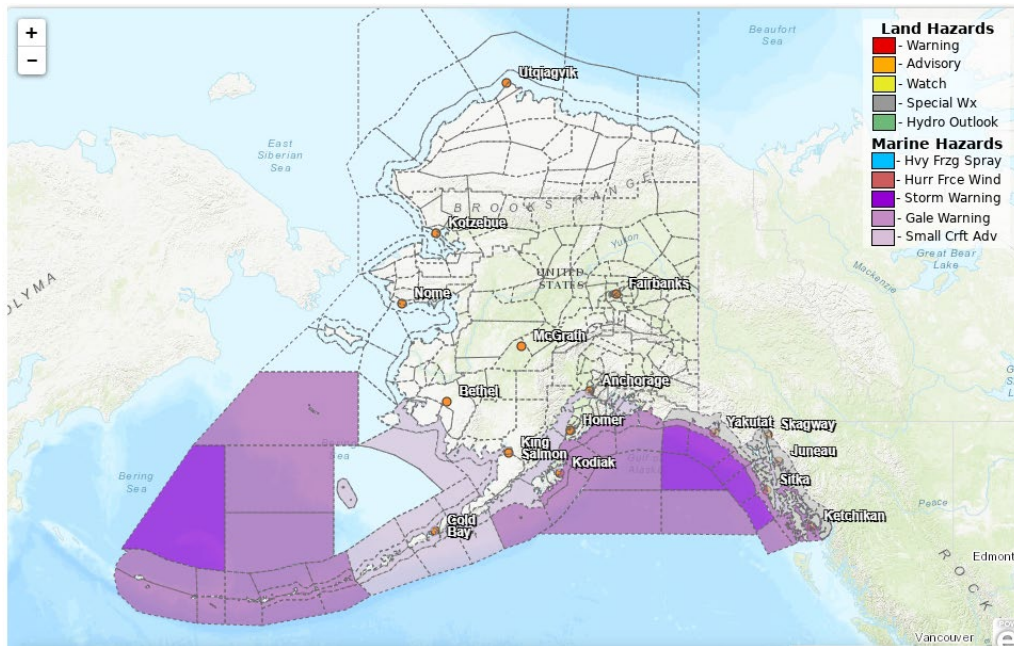 +
−
Beaufort
Sea
Land Hazards
- Warning
- Advisory
- Watch
- Special Wx
- Hydro Outlook
Marine Hazards
- Hvy Frzg Spray
- Hurr Frce Wind
- Storm Warning
- Gale Warning
- Small Crft Adv
Utqiagvik
East
Siberian
Sea
BROOKS RANGE
Kotzebue
Yukon
Great Bear
Lake
Mackenzie
OLYMA
UNITED
STATES
Fairbanks
Nome
McGrath
Anchorage
Bethel
Homer
Yakutat
Skagway
King
Salmon
Juneau
Bering
Sea
Kodiak
Sitka
Peace
Cold
Bay
Ketchikan
Edmont
ROCK
Vancouver